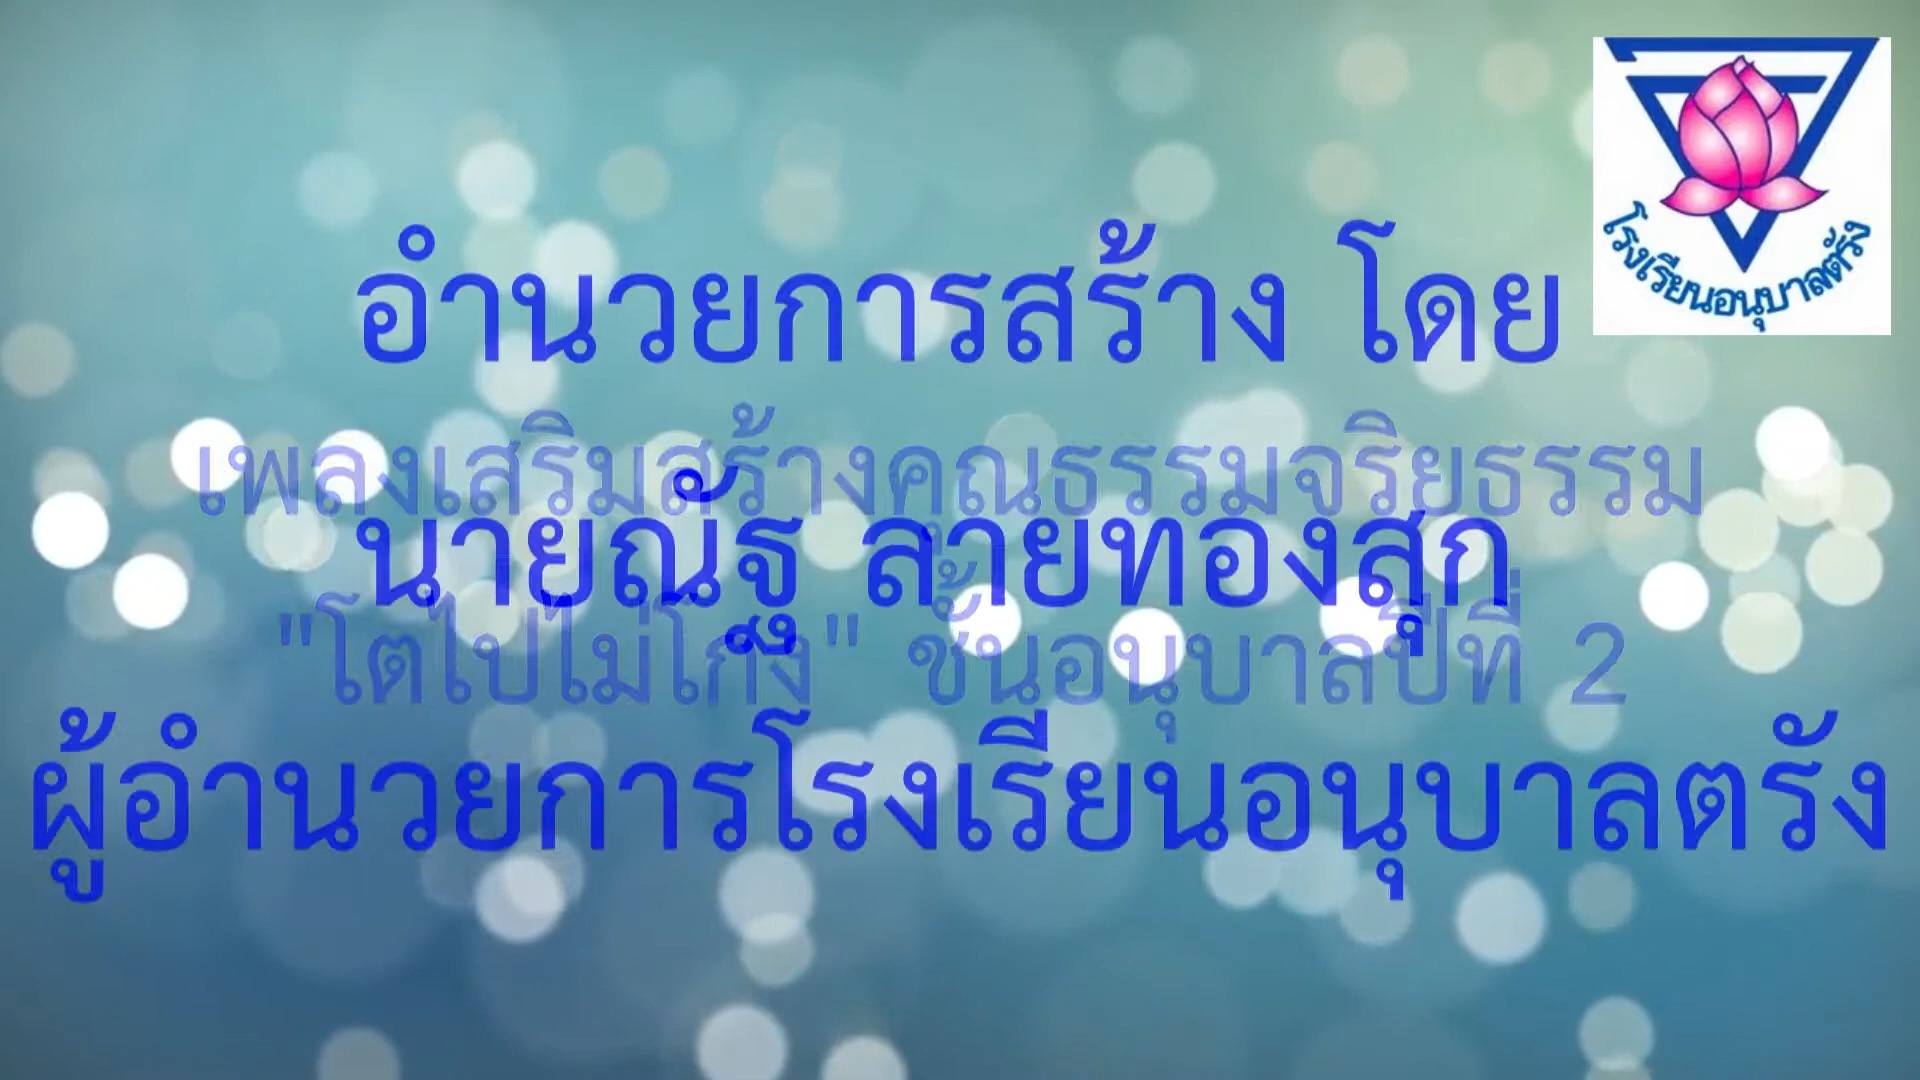 โรงเรียนอนุบาลตรัง
อำนวยการสร้าง โดย
เพลงเสริมสร้างคุณธรรมจริยธรรม
นายณัฐ สายทองสุก
"โตไปไม่โกง" ชั้นอนุบาลปีที่ 2
ผู้อำนวยการโรงเรียนอนุบาลตรัง